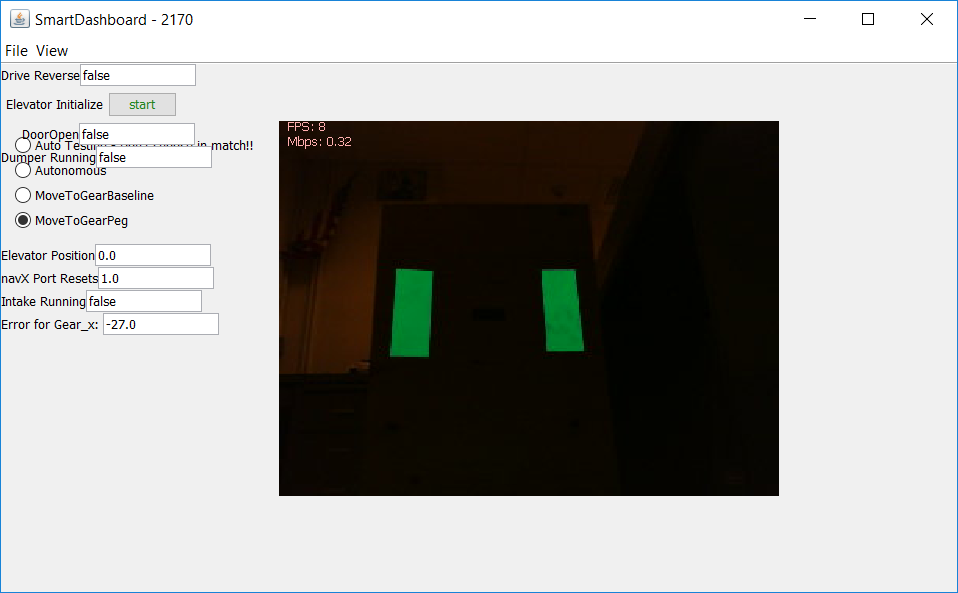 SmartDashboard - 2170
File View
Drive Reverse false
Elevator Initialize start
DoorOpen false
Auto in match!!
Dumper Running false
Autonomous
MoveToGearBaseline
MoveToGearPeg
Elevator Position 0.0
navX Port Resets 1.0
Intake Running false
Error for Gear_x: -27.0
FPS: 8
Mbps: 0.32